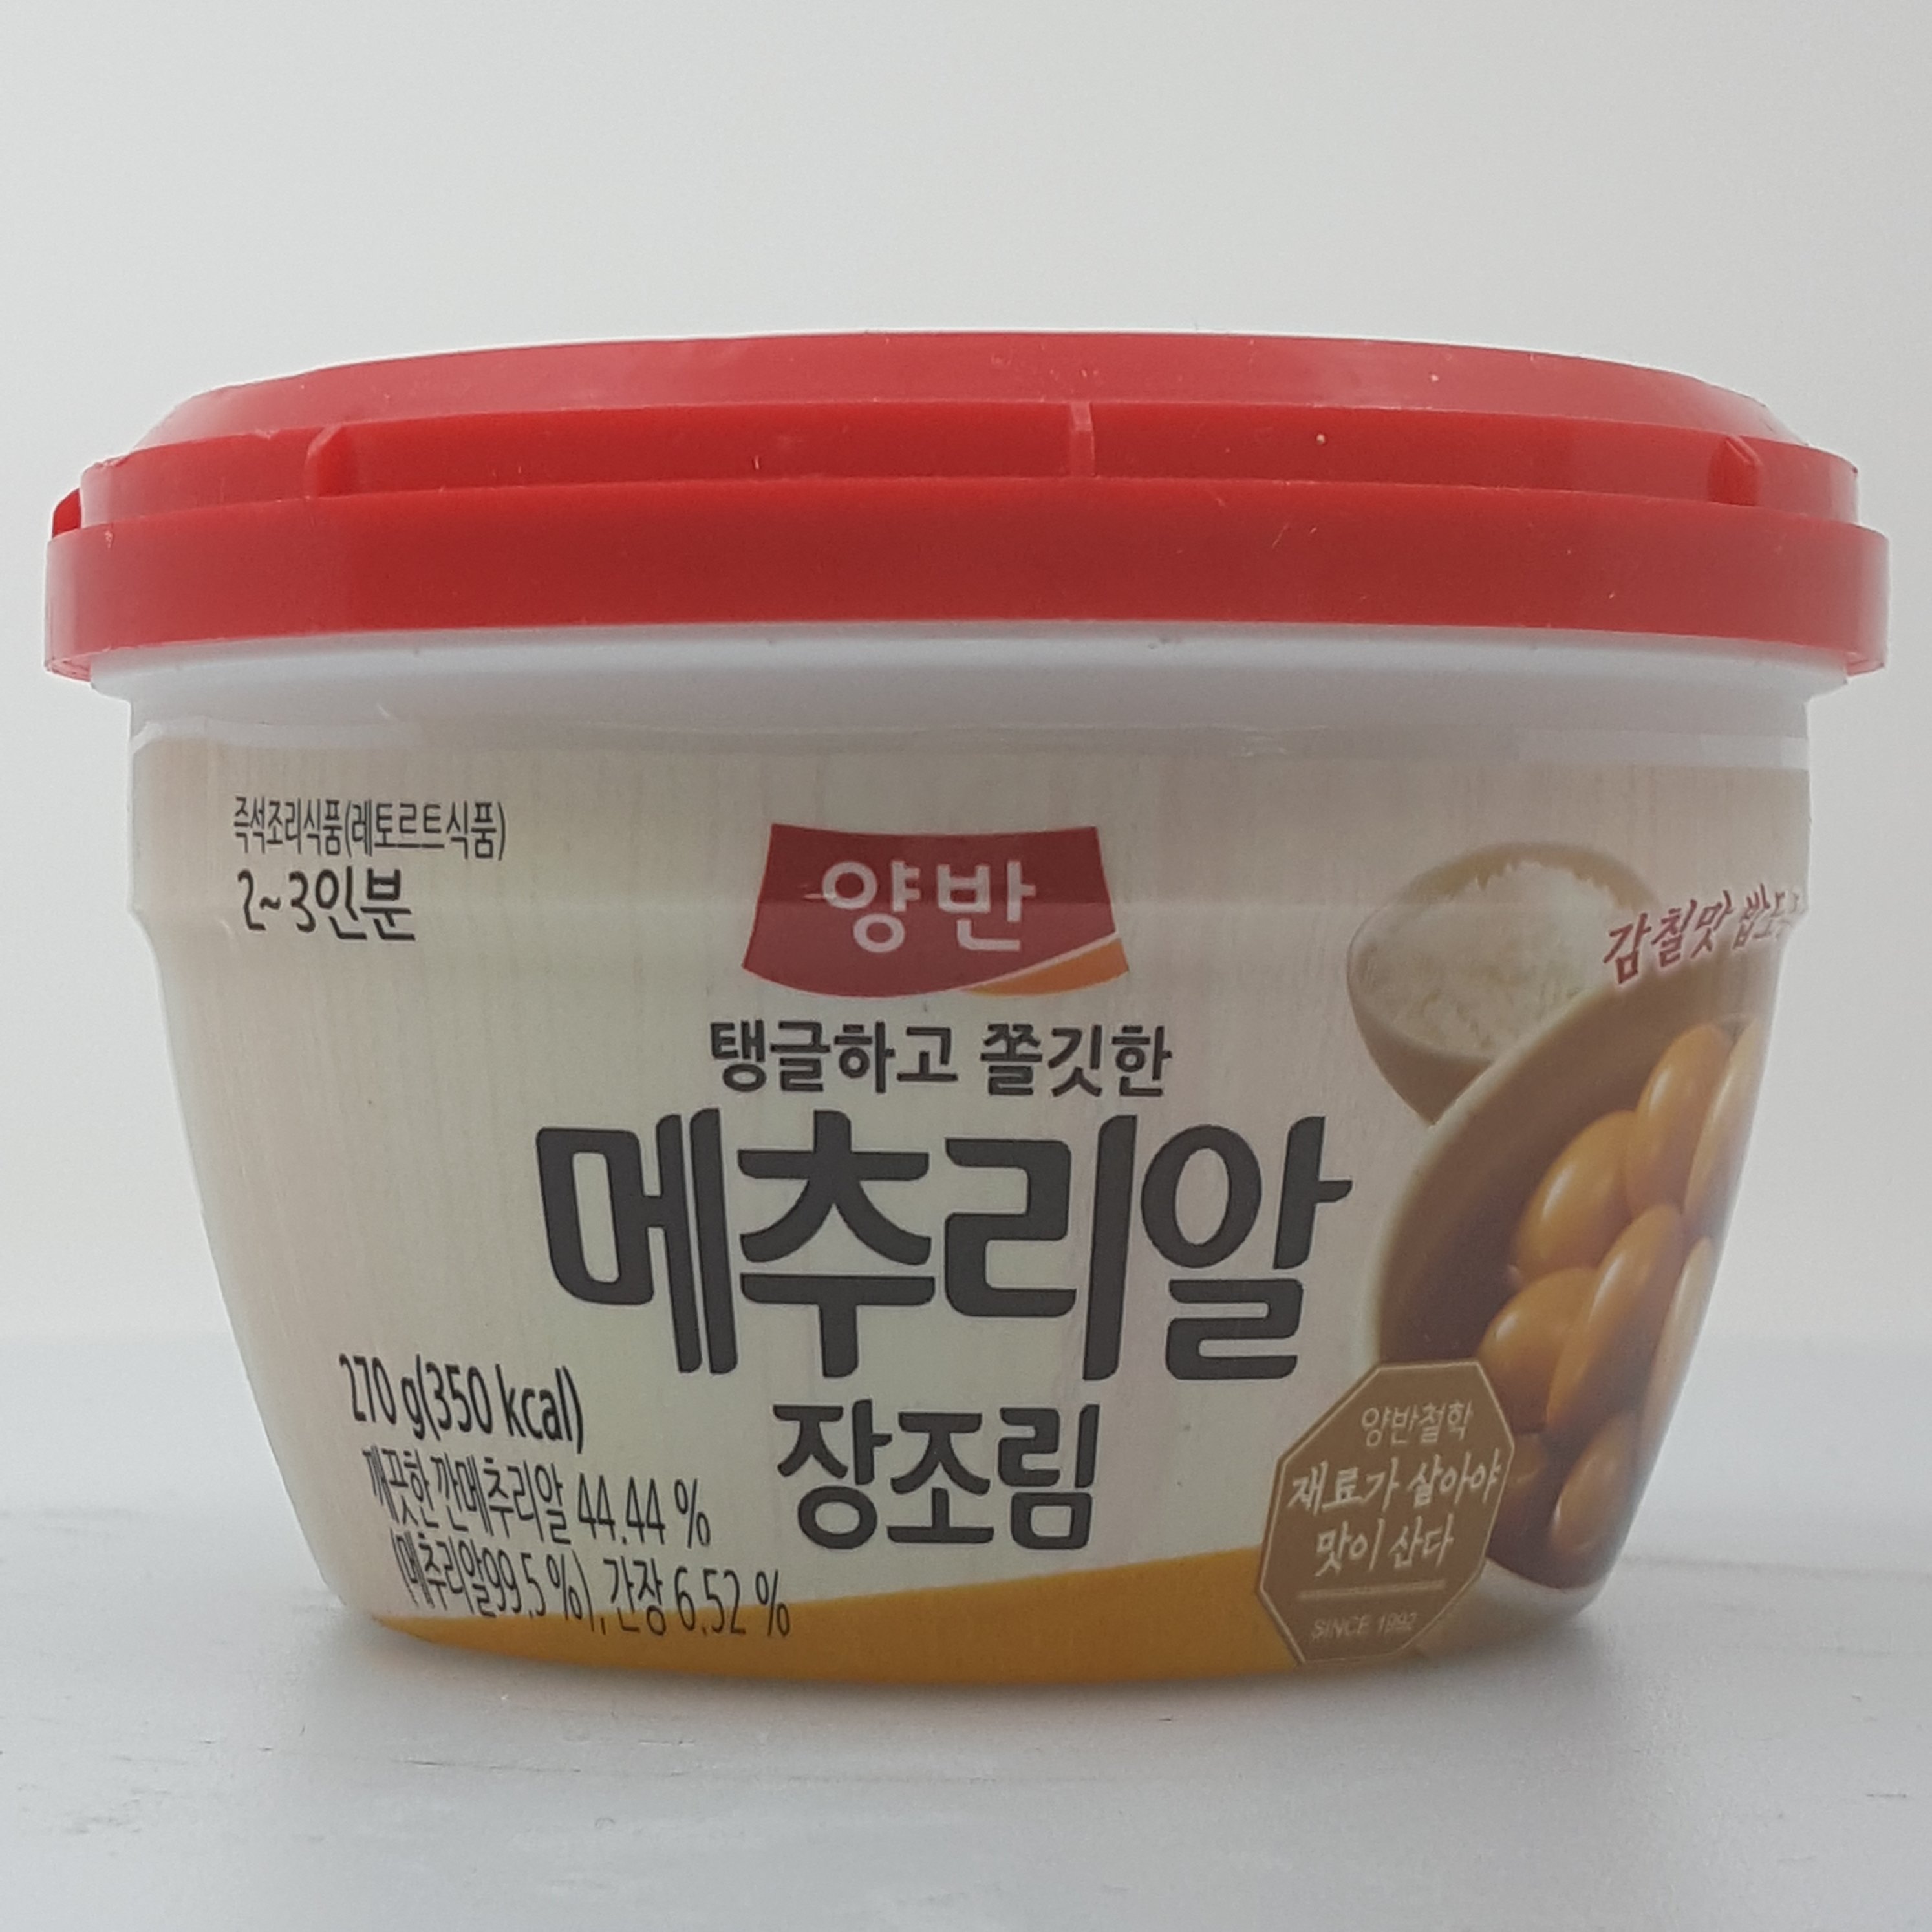 즉석조리식품(레토르트식품)
2~3인분
양반
탱글하고 쫄깃한
메추리알
장조림
감칠맛
270 g(350 kcal)
깨끗한 깐메추리알 44.44 %
(메추리알99.5 %), 간장 6.52 %
양반철학
재료가 살아야
맛이 산다
SINCE 1992